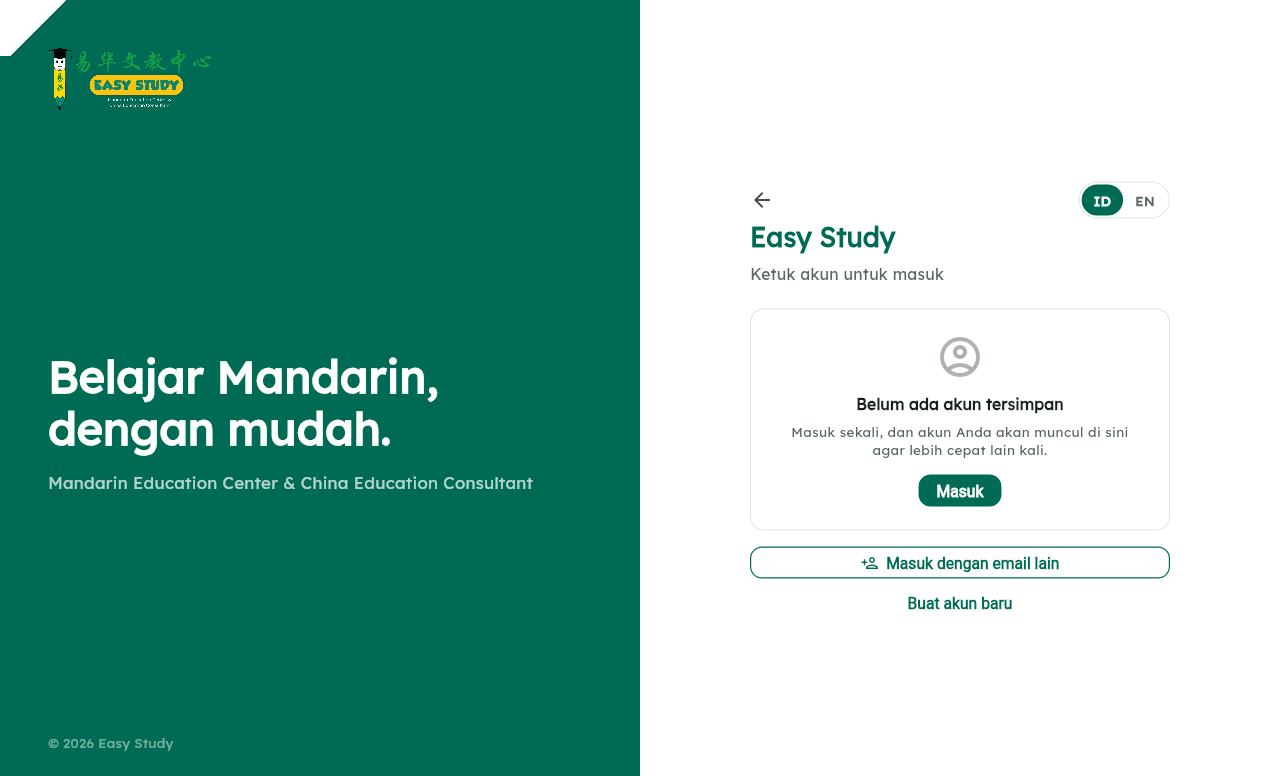 易华文教中心
EASY STUDY
Belajar Mandarin,
dengan mudah.
Mandarin Education Center & China Education Consultant
© 2026 Easy Study
ID EN
Easy Study
Ketuk akun untuk masuk
Belum ada akun tersimpan
Masuk sekali, dan akun Anda akan muncul di sini
agar lebih cepat lain kali.
Masuk
Masuk dengan email lain
Buat akun baru